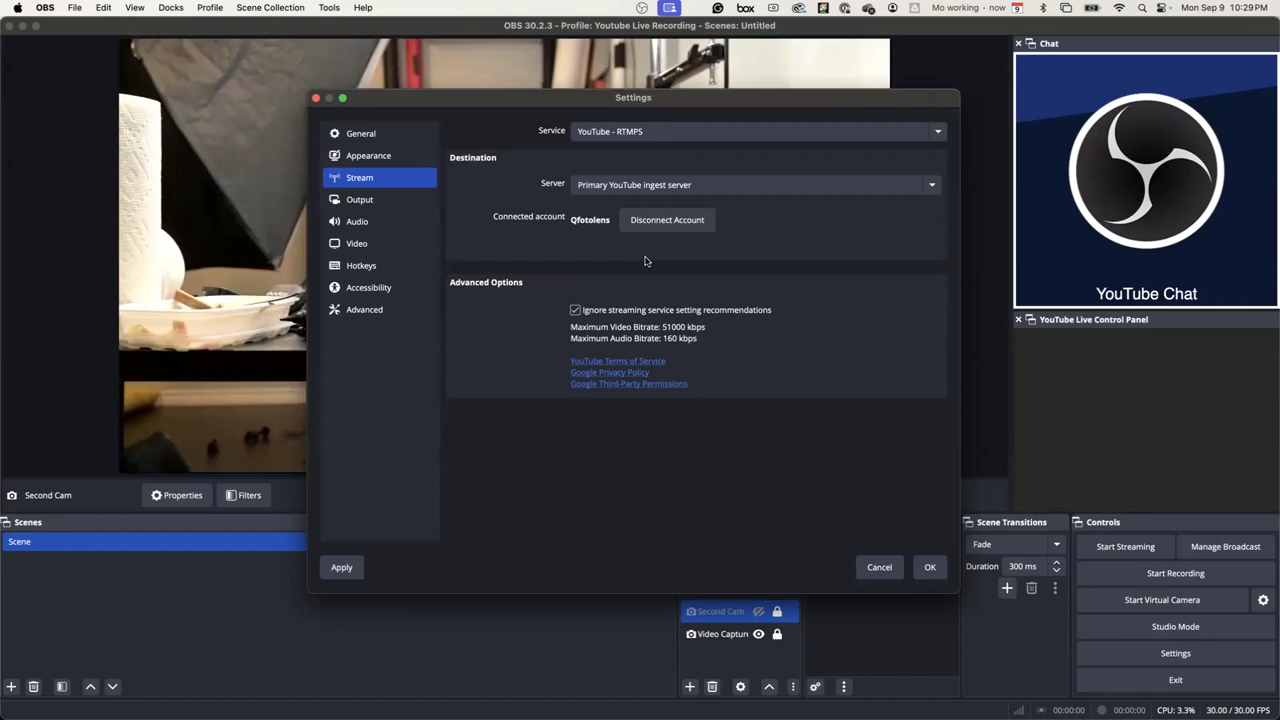 OBS File Edit View Docks Profile Scene Collection Tools Help
box
Mo working - now
9
Mon Sep 9 10:29 PM
OBS 30.2.3 - Profile: Youtube Live Recording - Scenes: Untitled
Chat
YouTube Chat
YouTube Live Control Panel
Settings
General
Appearance
Stream
Output
Audio
Video
Hotkeys
Accessibility
Advanced
Service YouTube - RTMPS
Destination
Server Primary YouTube ingest server
Connected account Qfotolens Disconnect Account
Advanced Options
Ignore streaming service setting recommendations
Maximum Video Bitrate: 51000 kbps
Maximum Audio Bitrate: 160 kbps
YouTube Terms of Service
Google Privacy Policy
Google Third-Party Permissions
Apply Cancel OK
Second Cam Properties Filters
Scenes
Scene
Second Cam
Video Captur
Scene Transitions
Fade
Duration 300 ms
Controls
Start Streaming Manage Broadcast
Start Recording
Start Virtual Camera
Studio Mode
Settings
Exit
00:00:00 00:00:00 CPU: 3.3% 30.00 / 30.00 FPS